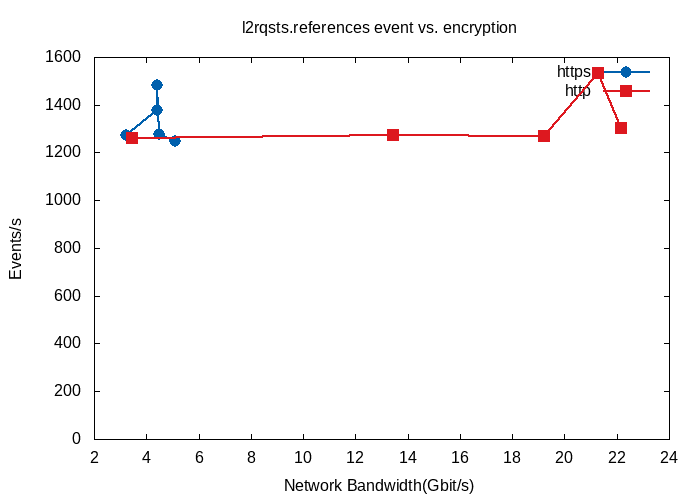 l2rqsts.references event vs. encryption
1600
1400
1200
1000
800
600
400
200
0
https
http
Events/s
2 4 6 8 10 12 14 16 18 20 22 24
Network Bandwidth(Gbit/s)